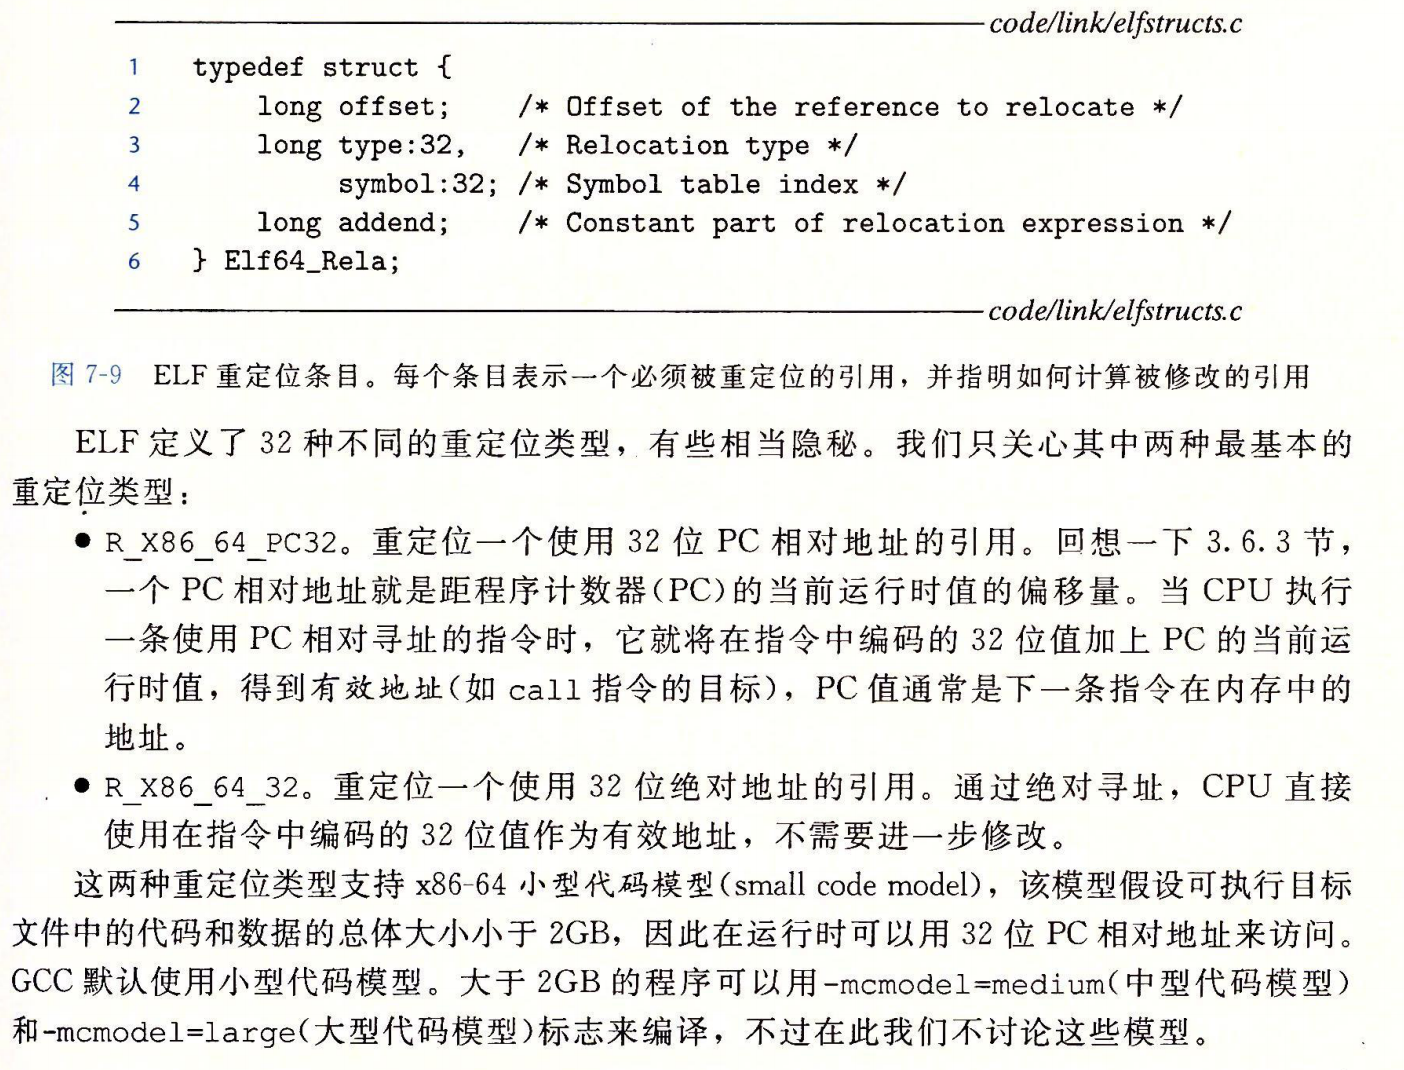 code/link/elfstructs.c
1 typedef struct {
2 long offset; /* Offset of the reference to relocate */
3 long type:32, /* Relocation type */
4 symbol:32; /* Symbol table index */
5 long addend; /* Constant part of relocation expression */
6 } Elf64_Rela;
code/link/elfstructs.c
图 7-9 ELF 重定位条目。每个条目表示一个必须被重定位的引用，并指明如何计算被修改的引用
ELF 定义了 32 种不同的重定位类型，有些相当隐秘。我们只关心其中两种最基本的
重定位类型：
● R_X86_64_PC32。重定位一个使用 32 位 PC 相对地址的引用。回想一下 3.6.3 节，
一个 PC 相对地址就是距程序计数器(PC)的当前运行时值的偏移量。当 CPU 执行
一条使用 PC 相对寻址的指令时，它就将在指令中编码的 32 位值加上 PC 的当前运
行时值，得到有效地址(如 call 指令的目标)，PC 值通常是下一条指令在内存中的
地址。
● R_X86_64_32。重定位一个使用 32 位绝对地址的引用。通过绝对寻址，CPU 直接
使用在指令中编码的 32 位值作为有效地址，不需要进一步修改。
这两种重定位类型支持 x86-64 小型代码模型(small code model)，该模型假设可执行目标
文件中的代码和数据的总体大小小于 2GB，因此在运行时可以用 32 位 PC 相对地址来访问。
GCC 默认使用小型代码模型。大于 2GB 的程序可以用-mcmodel=medium(中型代码模型)
和-mcmodel=large(大型代码模型)标志来编译，不过在此我们不讨论这些模型。